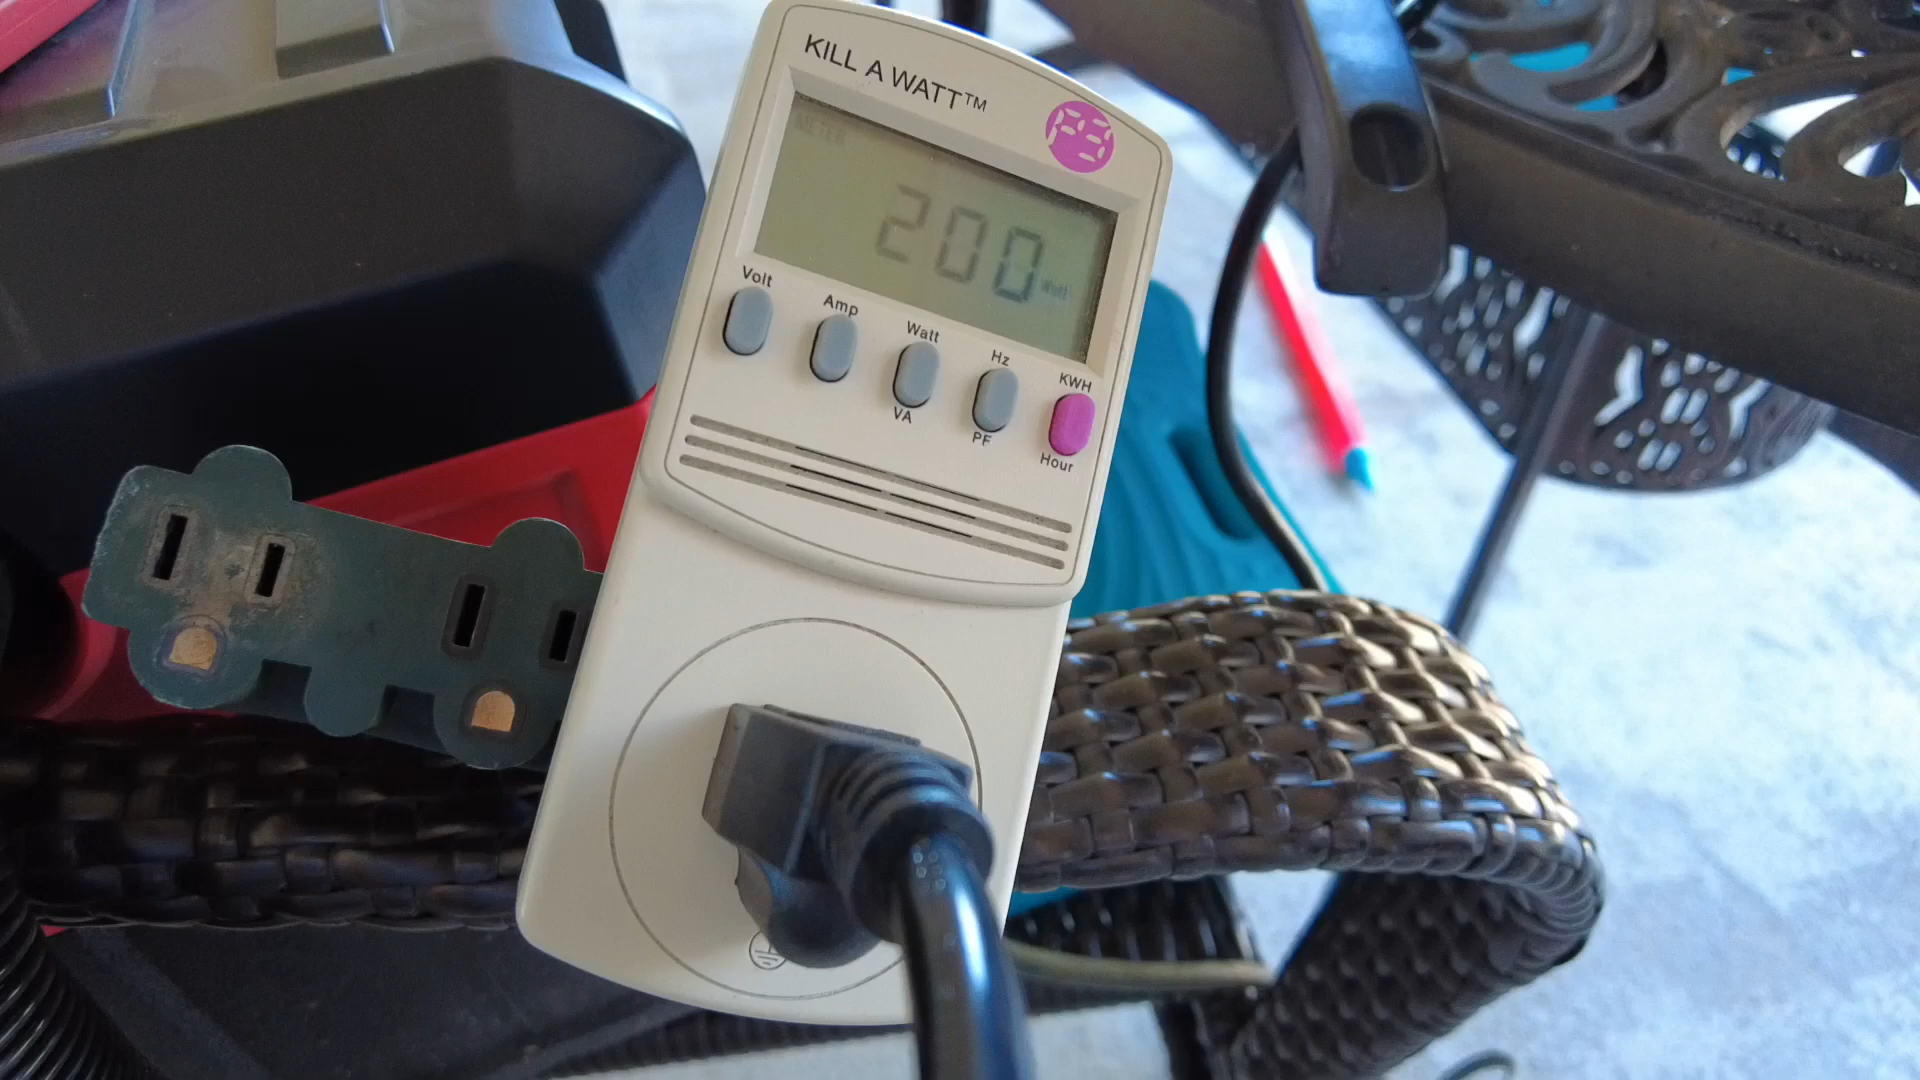 KILL A WATT™
P3
METER
200 Watt
Volt
Amp
Watt
Hz
KWH
VA
PF
Hour